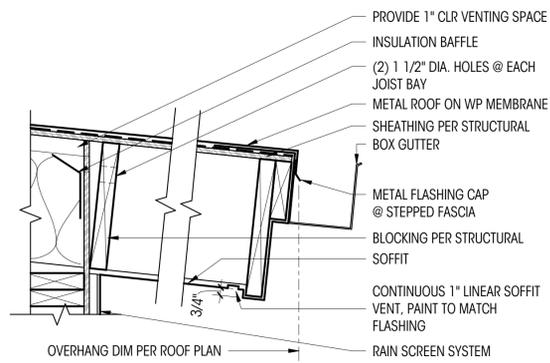 PROVIDE 1" CLR VENTING SPACE
INSULATION BAFFLE
(2) 1 1/2" DIA. HOLES @ EACH
JOIST BAY
METAL ROOF ON WP MEMBRANE
SHEATHING PER STRUCTURAL
BOX GUTTER
METAL FLASHING CAP
@ STEPPED FASCIA
BLOCKING PER STRUCTURAL
SOFFIT
CONTINUOUS 1" LINEAR SOFFIT
VENT, PAINT TO MATCH
FLASHING
3/4"
OVERHANG DIM PER ROOF PLAN
RAIN SCREEN SYSTEM